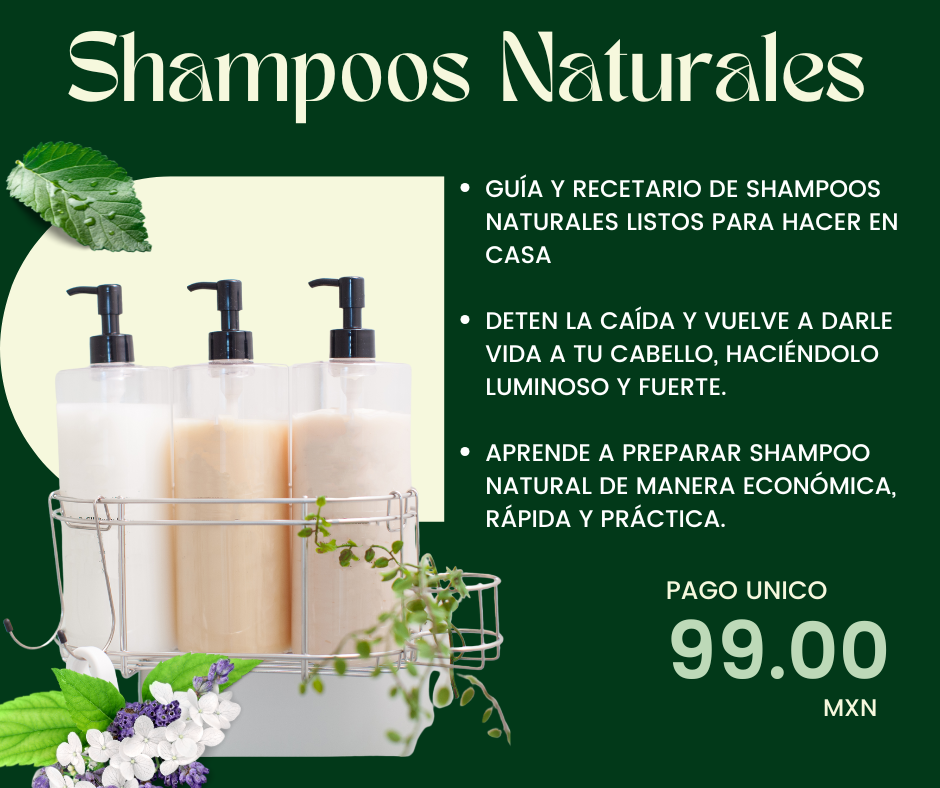 Shampoos Naturales
• GUÍA Y RECETARIO DE SHAMPOOS
NATURALES LISTOS PARA HACER EN
CASA
• DETEN LA CAÍDA Y VUELVE A DARLE
VIDA A TU CABELLO, HACIÉNDOLO
LUMINOSO Y FUERTE.
• APRENDE A PREPARAR SHAMPOO
NATURAL DE MANERA ECONÓMICA,
RÁPIDA Y PRÁCTICA.
PAGO UNICO
99.00
MXN